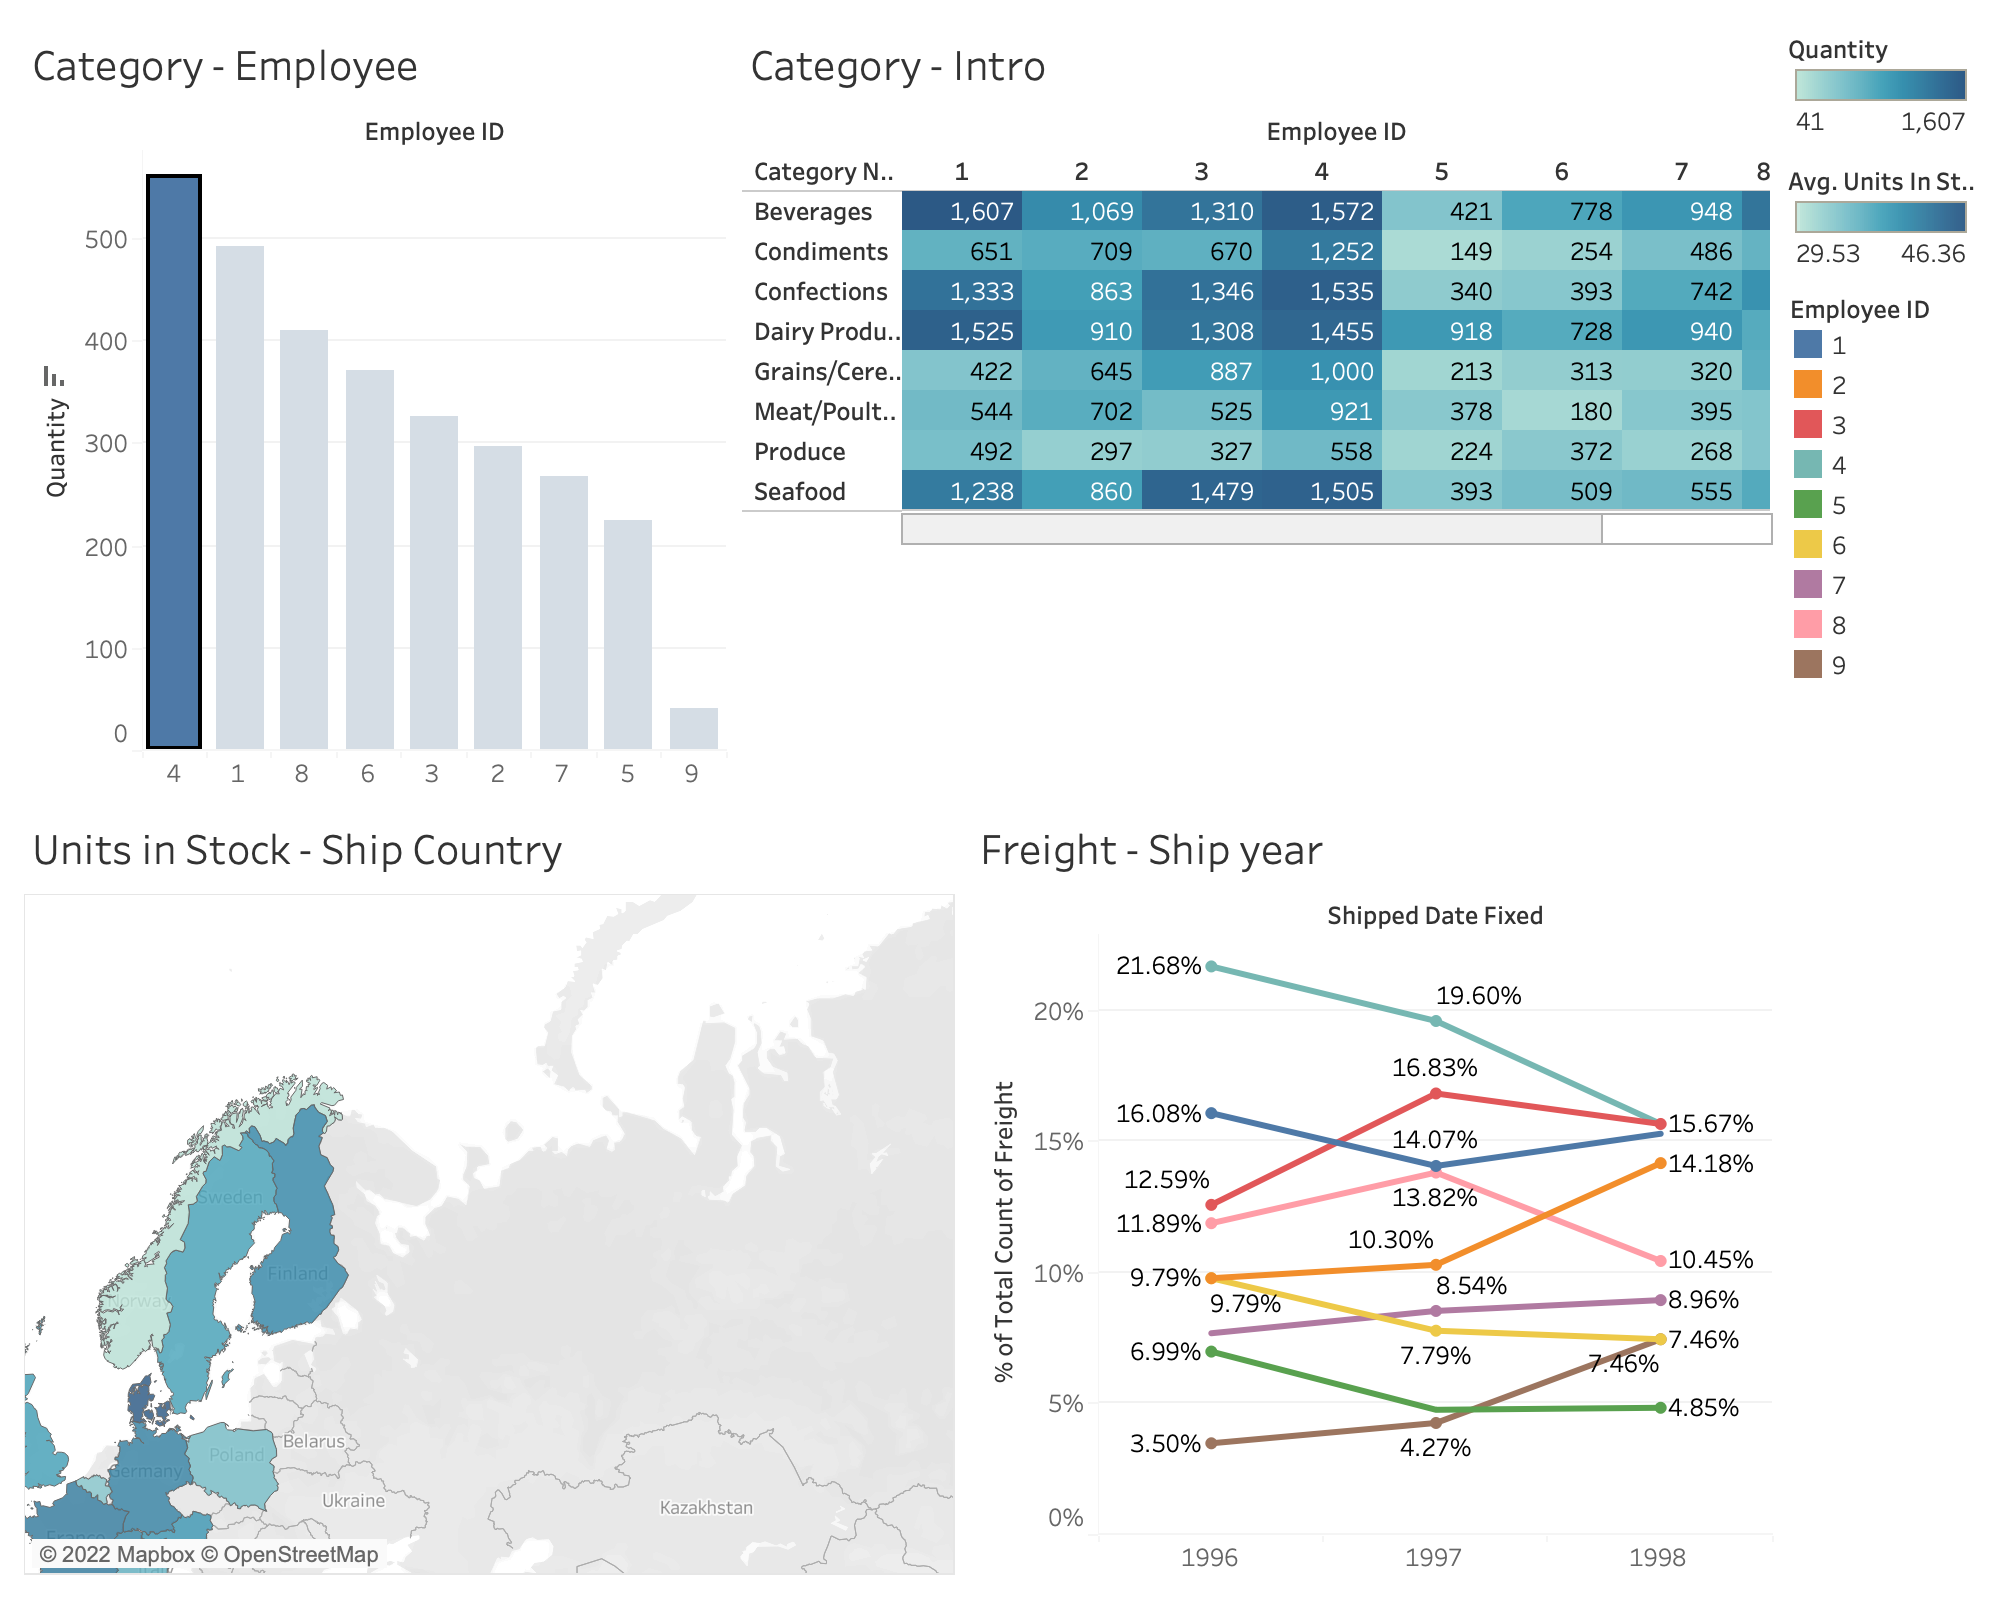 Category - Employee
Employee ID
Quantity
500
400
300
200
100
0
4 1 8 6 3 2 7 5 9
Category - Intro
Employee ID
Category N.. 1 2 3 4 5 6 7 8
Beverages 1,607 1,069 1,310 1,572 421 778 948
Condiments 651 709 670 1,252 149 254 486
Confections 1,333 863 1,346 1,535 340 393 742
Dairy Produ.. 1,525 910 1,308 1,455 918 728 940
Grains/Cere.. 422 645 887 1,000 213 313 320
Meat/Poult.. 544 702 525 921 378 180 395
Produce 492 297 327 558 224 372 268
Seafood 1,238 860 1,479 1,505 393 509 555
Quantity
41 1,607
Avg. Units In St..
29.53 46.36
Employee ID
1
2
3
4
5
6
7
8
9
Units in Stock - Ship Country
Sweden
Finland
Norway
Belarus
Poland
Germany
Ukraine
Kazakhstan
France
© 2022 Mapbox © OpenStreetMap
Freight - Ship year
Shipped Date Fixed
% of Total Count of Freight
20%
15%
10%
5%
0%
21.68%
19.60%
16.83%
16.08%
14.07%
15.67%
14.18%
12.59%
13.82%
11.89%
10.30%
10.45%
9.79%
8.54%
9.79%
8.96%
7.46%
6.99%
7.79%
7.46%
4.85%
3.50%
4.27%
1996 1997 1998